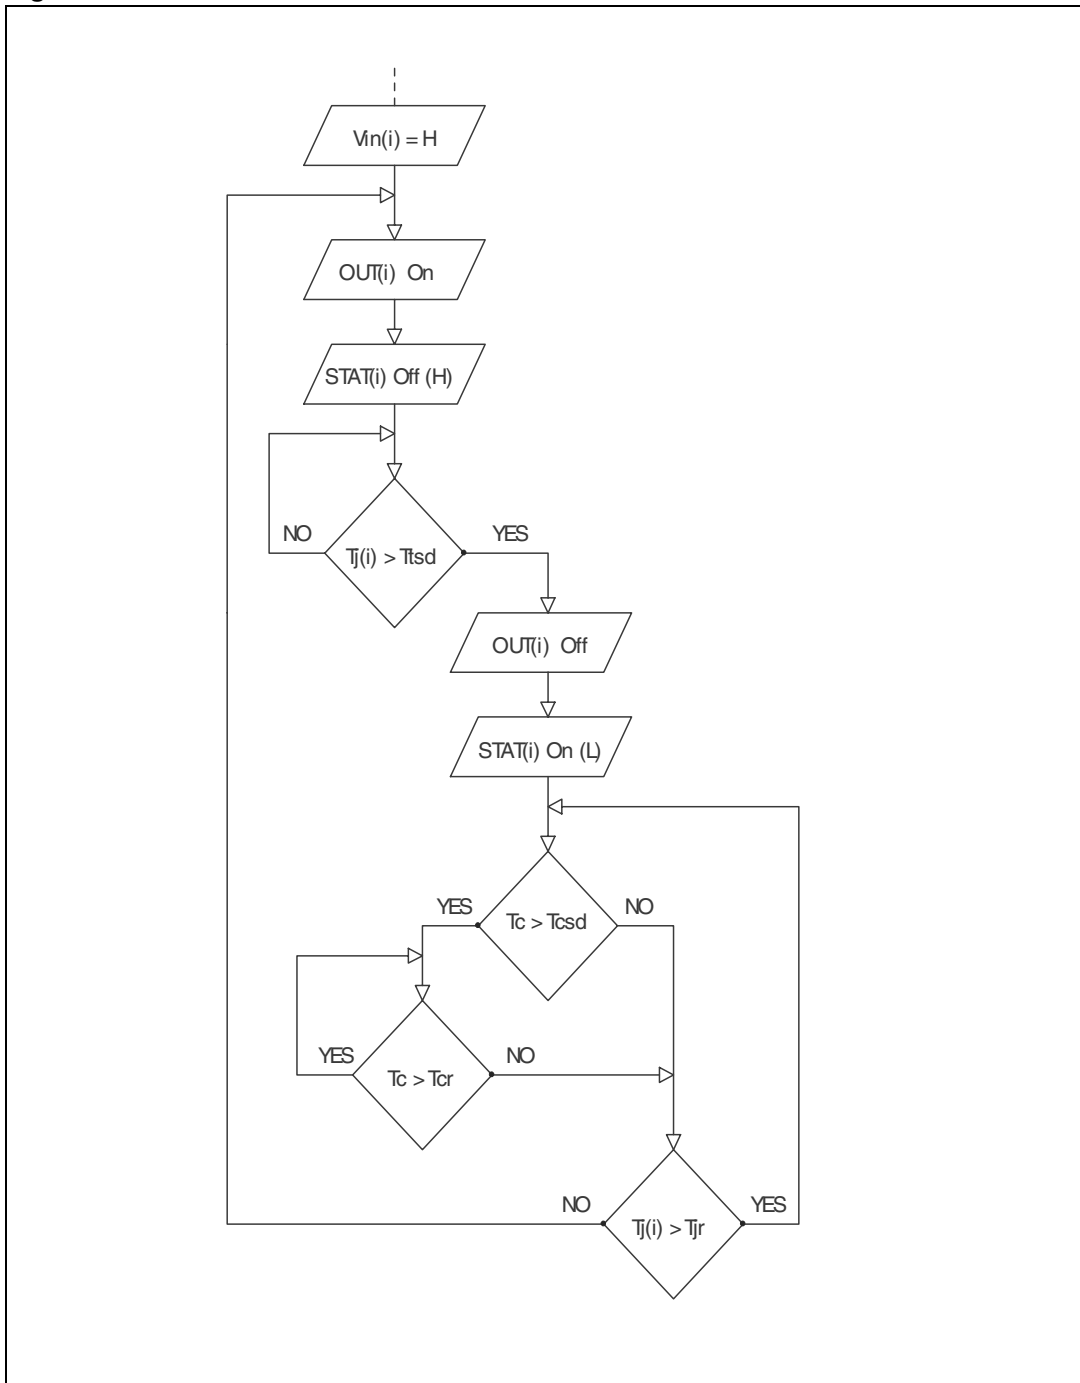 Vin(i) = H
OUT(i) On
STAT(i) Off (H)
NO
YES
Tj(i) > Ttsd
OUT(i) Off
STAT(i) On (L)
YES
NO
Tc > Tcsd
YES
NO
Tc > Tcr
NO
YES
Tj(i) > Tjr